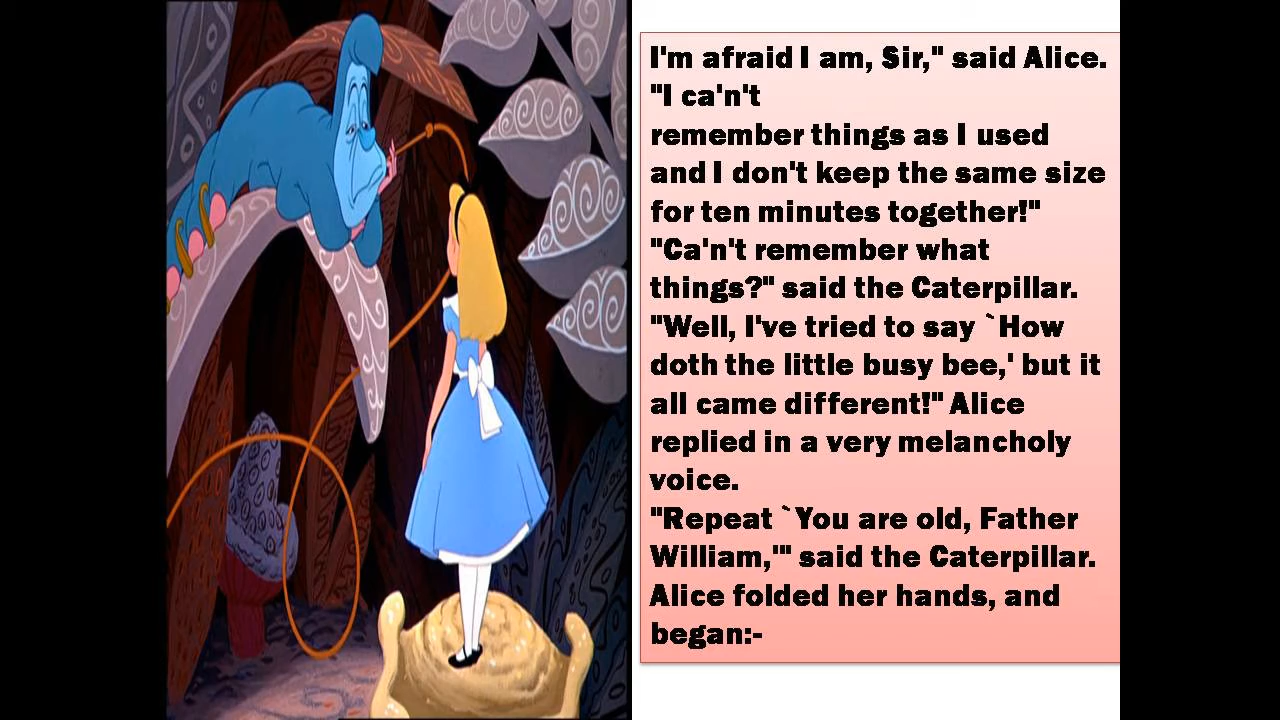 I'm afraid I am, Sir," said Alice.
"I ca'n't
remember things as I used
and I don't keep the same size
for ten minutes together!"
"Ca'n't remember what
things?" said the Caterpillar.
"Well, I've tried to say `How
doth the little busy bee,' but it
all came different!" Alice
replied in a very melancholy
voice.
"Repeat `You are old, Father
William,'" said the Caterpillar.
Alice folded her hands, and
began:-